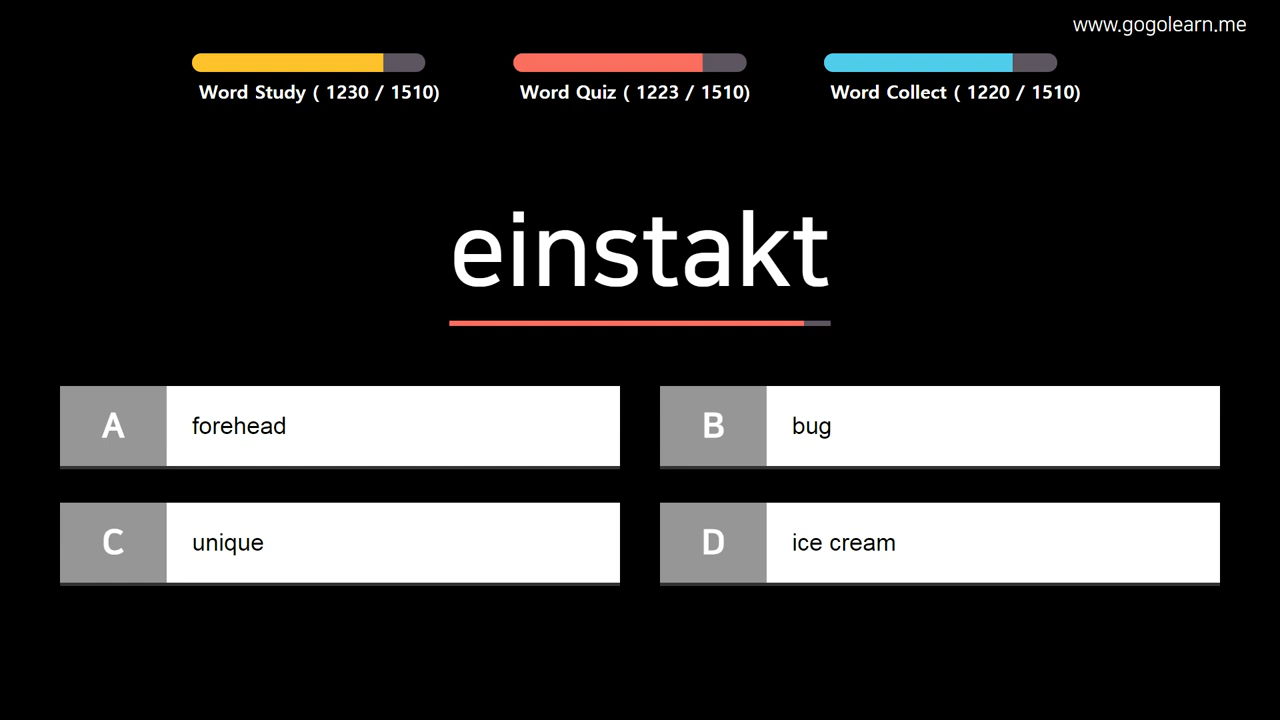 www.gogolearn.me
Word Study ( 1230 / 1510)
Word Quiz ( 1223 / 1510)
Word Collect ( 1220 / 1510)
einstakt
A forehead
B bug
C unique
D ice cream